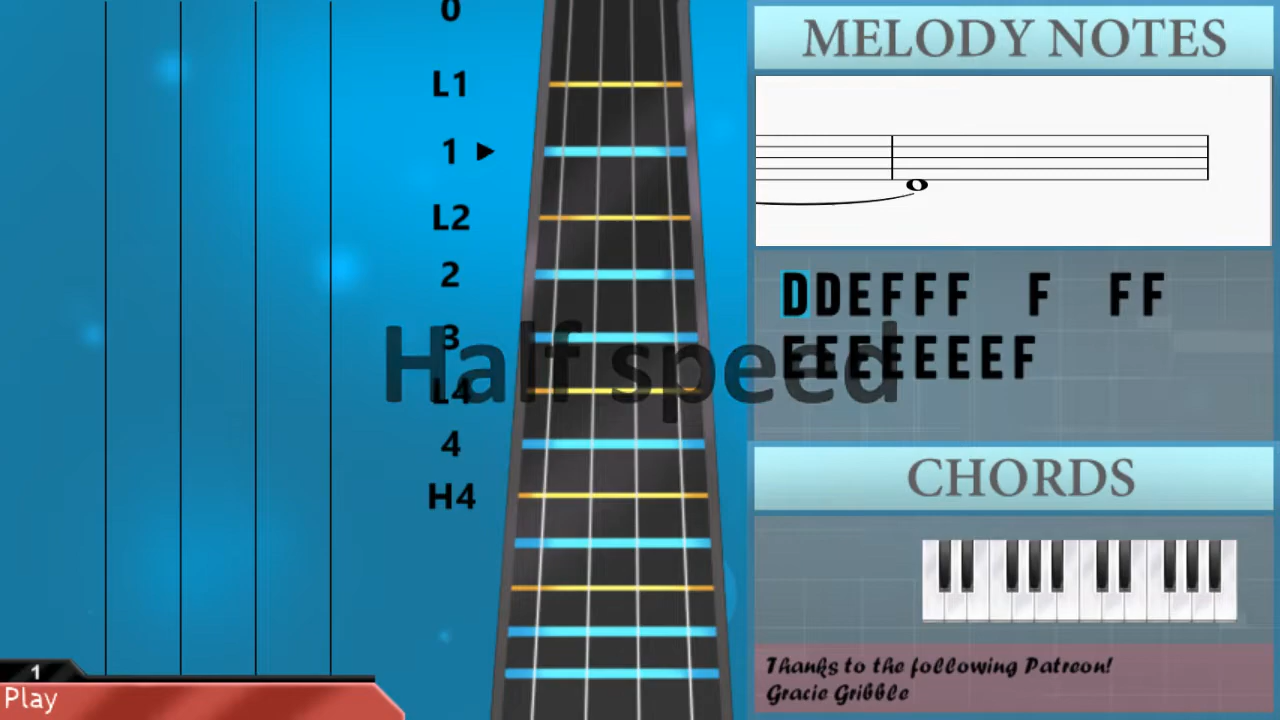 0
L1
1
L2
2
3
L4
4
H4
Half speed
MELODY NOTES
DDEFFF F FF
EEEEEEEF
CHORDS
Thanks to the following Patreon!
Gracie Gribble
1
Play